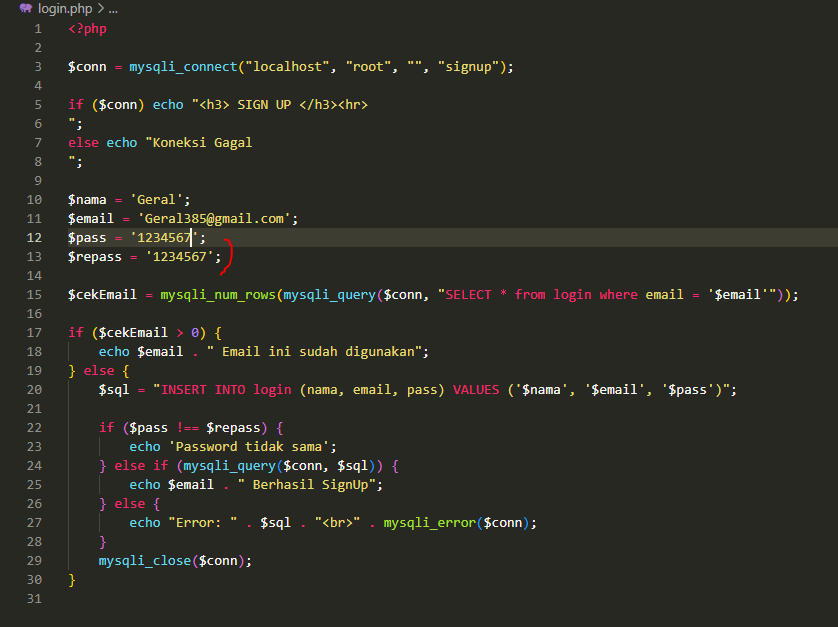 login.php > ...
1 <?php
2
3 $conn = mysqli_connect("localhost", "root", "", "signup");
4
5 if ($conn) echo "<h3> SIGN UP </h3><hr>
6 ";
7 else echo "Koneksi Gagal
8 ";
9
10 $nama = 'Geral';
11 $email = 'Geral385@gmail.com';
12 $pass = '1234567';
13 $repass = '1234567';
14
15 $cekEmail = mysqli_num_rows(mysqli_query($conn, "SELECT * from login where email = '$email'"));
16
17 if ($cekEmail > 0) {
18     echo $email . " Email ini sudah digunakan";
19 } else {
20     $sql = "INSERT INTO login (nama, email, pass) VALUES ('$nama', '$email', '$pass')";
21
22     if ($pass !== $repass) {
23         echo 'Password tidak sama';
24     } else if (mysqli_query($conn, $sql)) {
25         echo $email . " Berhasil SignUp";
26     } else {
27         echo "Error: " . $sql . "<br>" . mysqli_error($conn);
28     }
29     mysqli_close($conn);
30 }
31